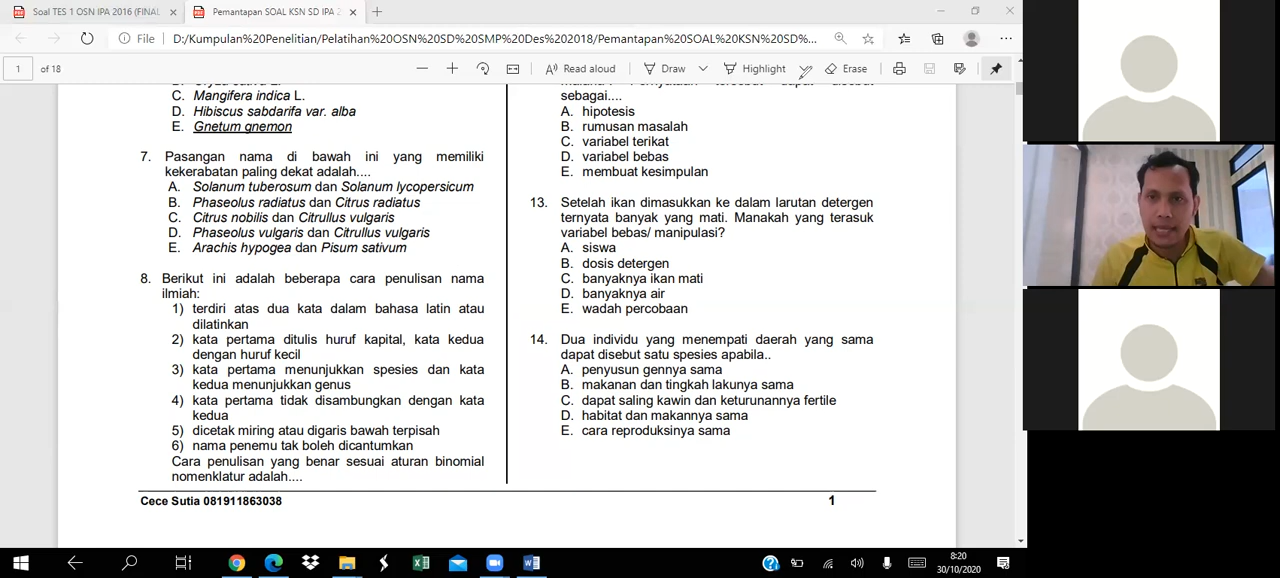 Soal TES 1 OSN IPA 2016 (FINAL
Pemantapan SOAL KSN SD IPA 2
File
D:/Kumpulan%20Penelitian/Pelatihan%20OSN%20SD%20SMP%20Des%202018/Pemantapan%20SOAL%20KSN%20SD%...
1 of 18
Read aloud
Draw
Highlight
Erase
C. Mangifera indica L.
D. Hibiscus sabdarifa var. alba
E. Gnetum gnemon
7. Pasangan nama di bawah ini yang memiliki
kekerabatan paling dekat adalah....
A. Solanum tuberosum dan Solanum lycopersicum
B. Phaseolus radiatus dan Citrus radiatus
C. Citrus nobilis dan Citrullus vulgaris
D. Phaseolus vulgaris dan Citrullus vulgaris
E. Arachis hypogea dan Pisum sativum
8. Berikut ini adalah beberapa cara penulisan nama
ilmiah:
1) terdiri atas dua kata dalam bahasa latin atau
dilatinkan
2) kata pertama ditulis huruf kapital, kata kedua
dengan huruf kecil
3) kata pertama menunjukkan spesies dan kata
kedua menunjukkan genus
4) kata pertama tidak disambungkan dengan kata
kedua
5) dicetak miring atau digaris bawah terpisah
6) nama penemu tak boleh dicantumkan
Cara penulisan yang benar sesuai aturan binomial
nomenklatur adalah....
sebagai....
A. hipotesis
B. rumusan masalah
C. variabel terikat
D. variabel bebas
E. membuat kesimpulan
13. Setelah ikan dimasukkan ke dalam larutan detergen
ternyata banyak yang mati. Manakah yang terasuk
variabel bebas/ manipulasi?
A. siswa
B. dosis detergen
C. banyaknya ikan mati
D. banyaknya air
E. wadah percobaan
14. Dua individu yang menempati daerah yang sama
dapat disebut satu spesies apabila..
A. penyusun gennya sama
B. makanan dan tingkah lakunya sama
C. dapat saling kawin dan keturunannya fertile
D. habitat dan makannya sama
E. cara reproduksinya sama
Cece Sutia 081911863038
1
8:20
30/10/2020